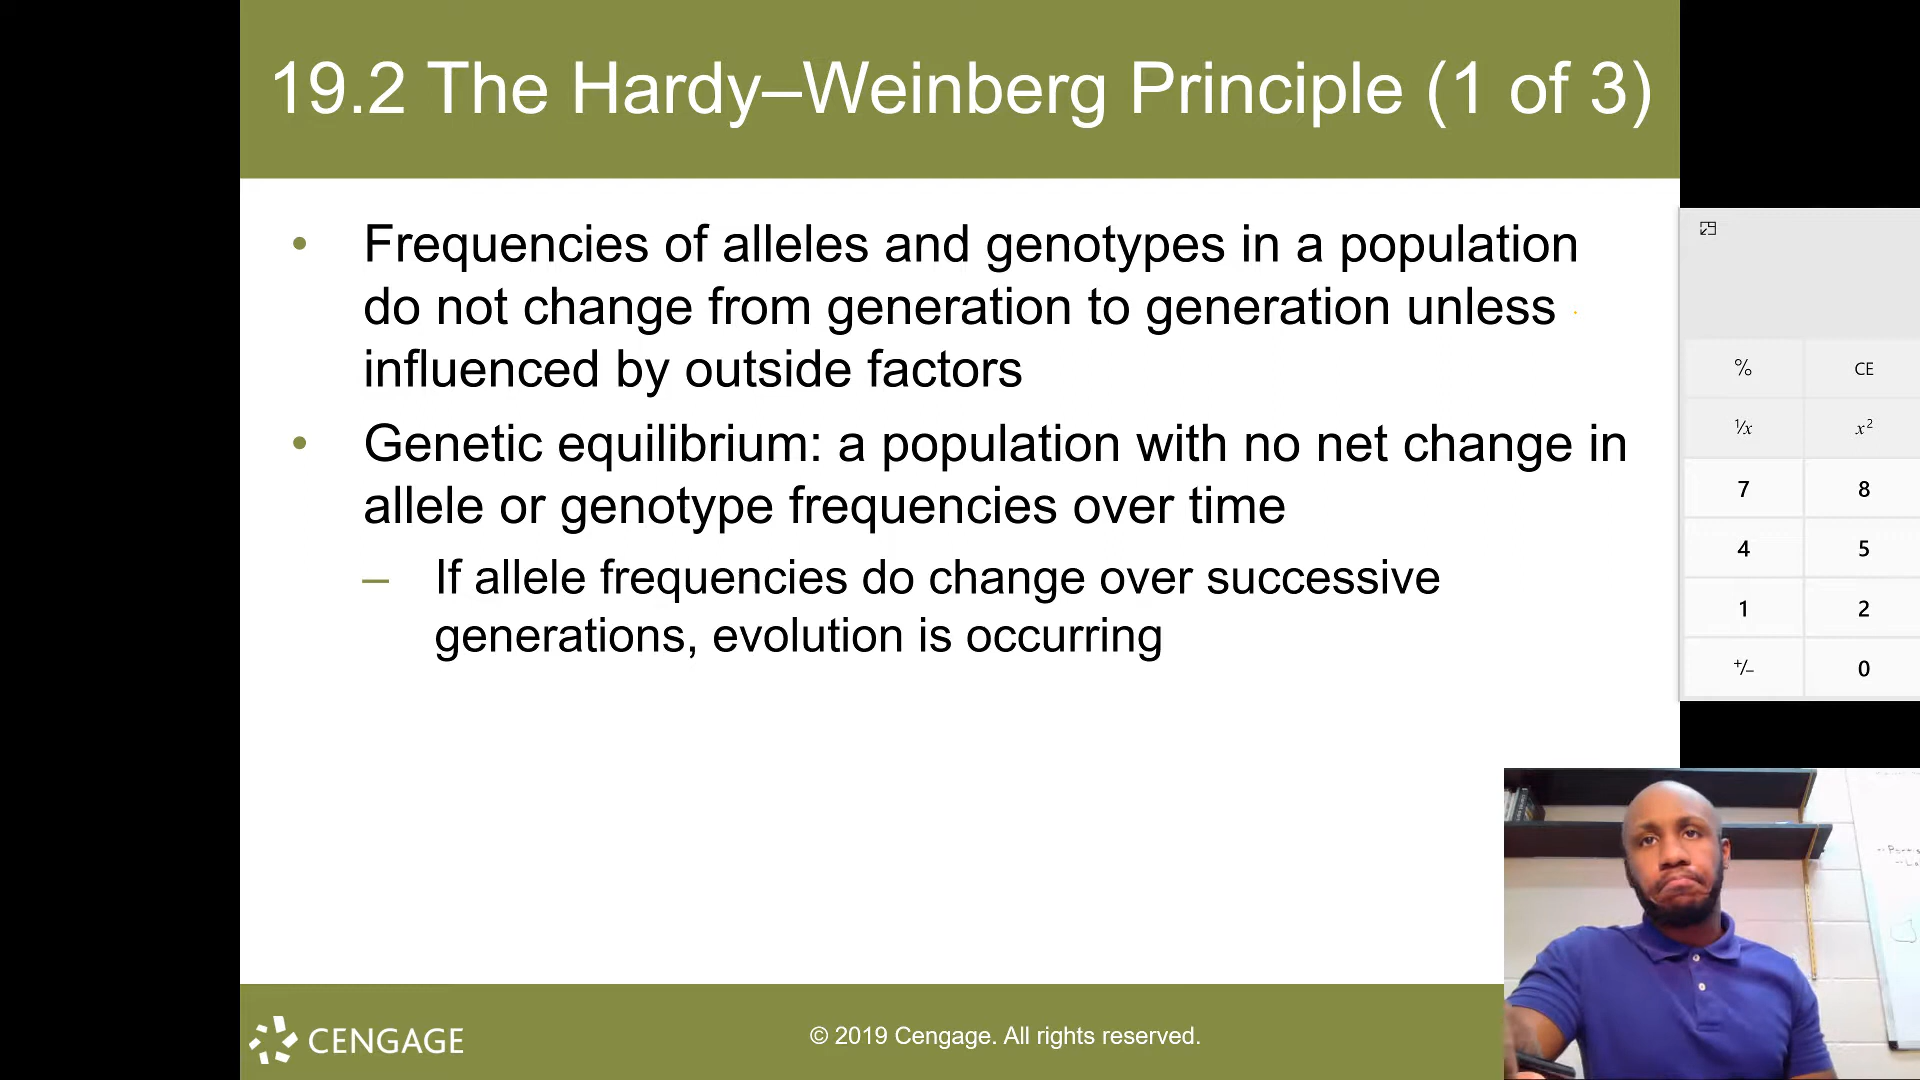 19.2 The Hardy–Weinberg Principle (1 of 3)
• Frequencies of alleles and genotypes in a population
do not change from generation to generation unless
influenced by outside factors
• Genetic equilibrium: a population with no net change in
allele or genotype frequencies over time
– If allele frequencies do change over successive
generations, evolution is occurring
% CE
¹/x x²
7 8
4 5
1 2
+/− 0
CENGAGE
© 2019 Cengage. All rights reserved.